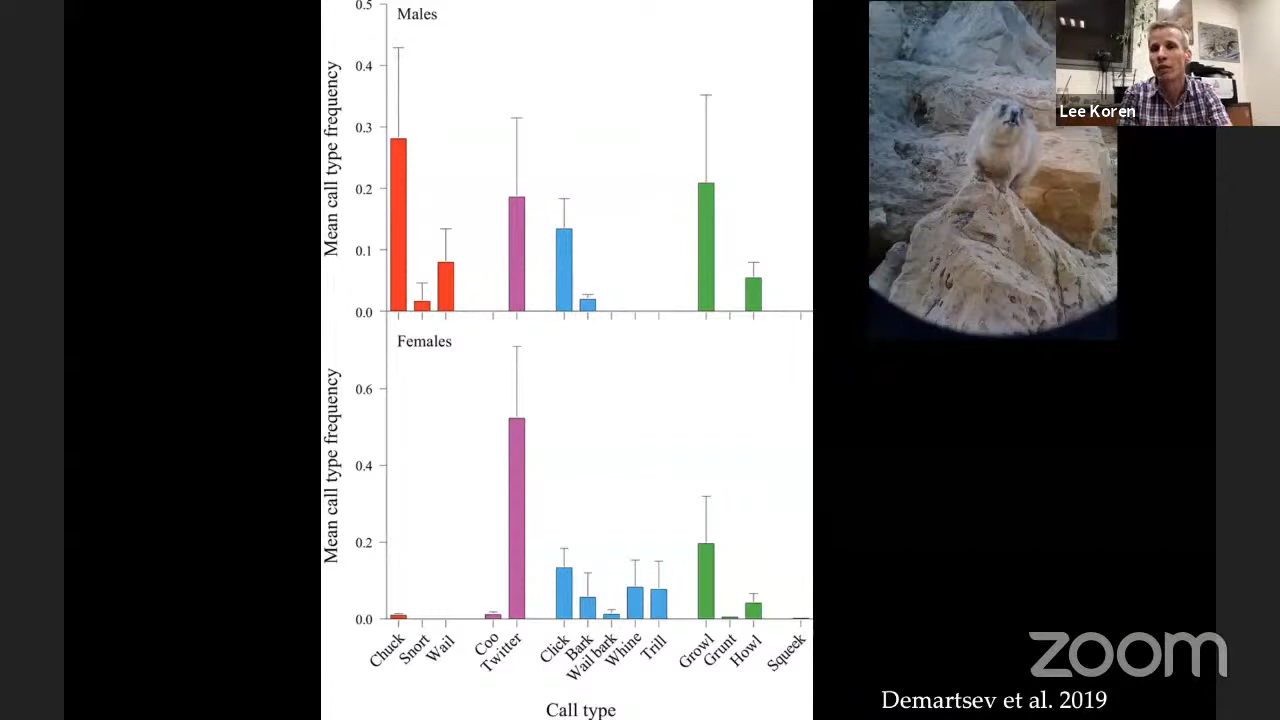 Males
Mean call type frequency
0.5
0.4
0.3
0.2
0.1
0.0
Females
Mean call type frequency
0.6
0.4
0.2
0.0
Chuck
Snort
Wail
Coo
Twitter
Click
Bark
Wail bark
Whine
Trill
Growl
Grunt
Howl
Squeek
Call type
Lee Koren
zoom
Demartsev et al. 2019